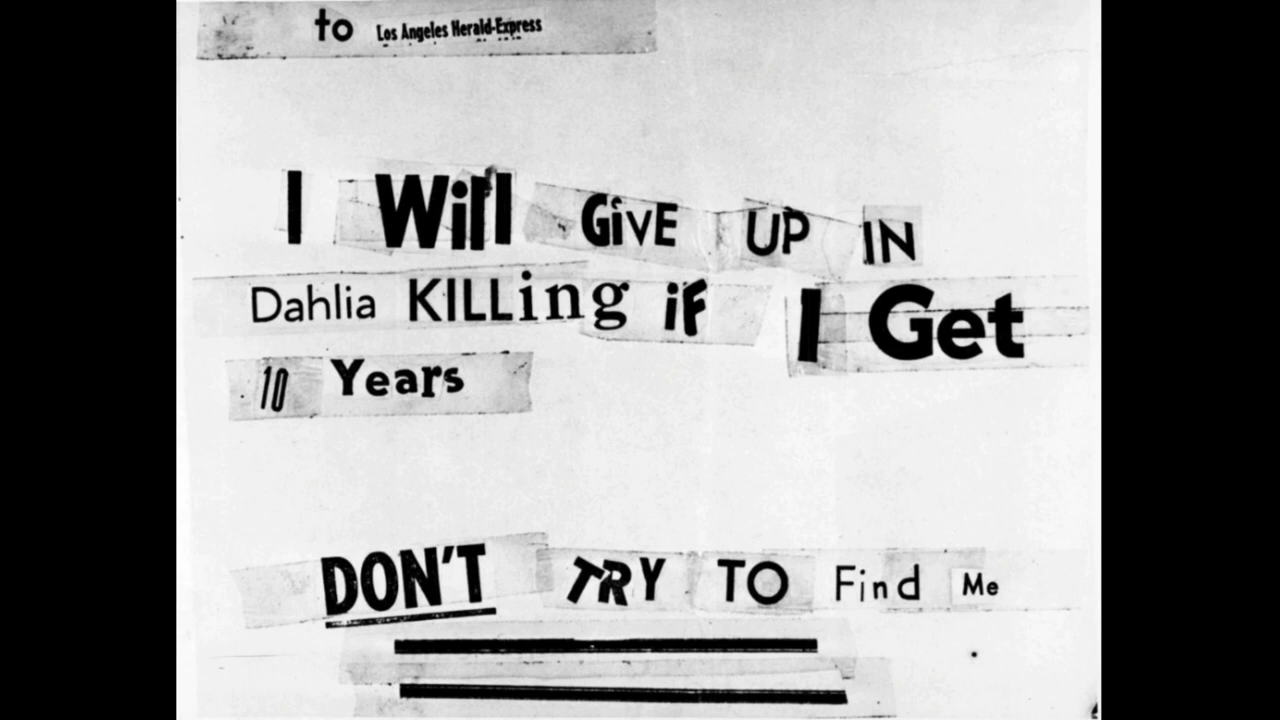 to Los Angeles Herald-Express
I Will GiVE UP IN
Dahlia KILLing iF I Get
10 Years
DON'T TRY TO Find Me